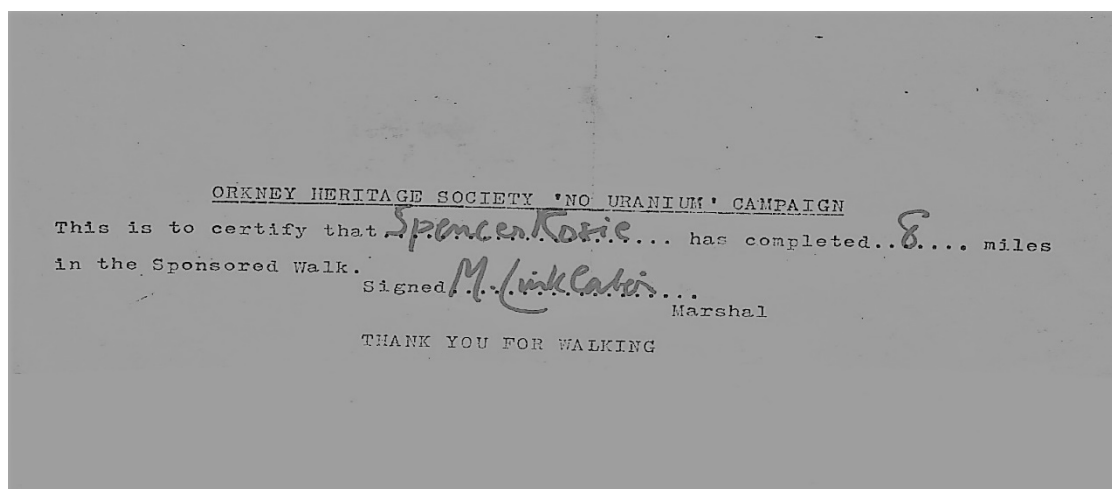 ORKNEY HERITAGE SOCIETY 'NO URANIUM' CAMPAIGN
This is to certify that Spencer Rosie... has completed..8.... miles
in the Sponsored Walk.
Signed M. Linklater...
Marshal
THANK YOU FOR WALKING